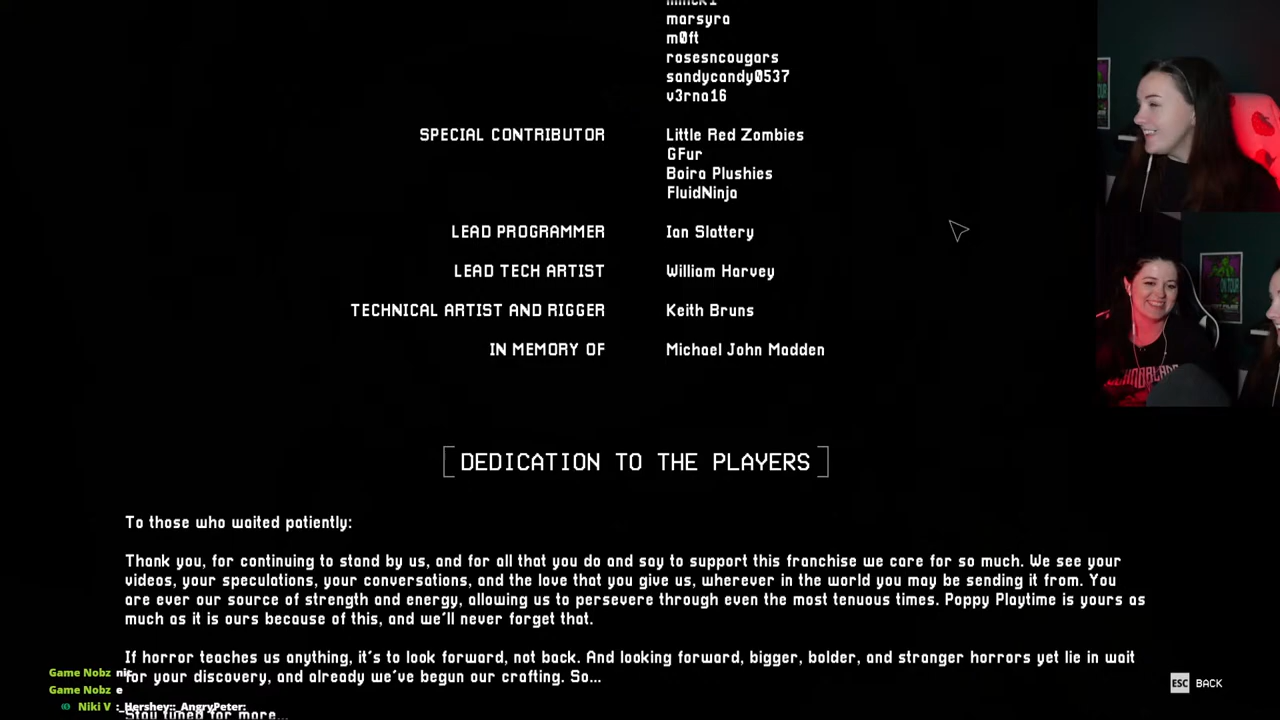 marsyra
m0ft
rosesncougars
sandycandy0537
v3rna16
SPECIAL CONTRIBUTOR Little Red Zombies
GFur
Boira Plushies
FluidNinja
LEAD PROGRAMMER Ian Slattery
LEAD TECH ARTIST William Harvey
TECHNICAL ARTIST AND RIGGER Keith Bruns
IN MEMORY OF Michael John Madden
DEDICATION TO THE PLAYERS
To those who waited patiently:
Thank you, for continuing to stand by us, and for all that you do and say to support this franchise we care for so much. We see your
videos, your speculations, your conversations, and the love that you give us, wherever in the world you may be sending it from. You
are ever our source of strength and energy, allowing us to persevere through even the most tenuous times. Poppy Playtime is yours as
much as it is ours because of this, and we'll never forget that.
If horror teaches us anything, it's to look forward, not back. And looking forward, bigger, bolder, and stranger horrors yet lie in wait
Game Nobz
for your discovery, and already we've begun our crafting. So...
ESC BACK
Game Nobz e
Niki V :_Hershey:: AngryPeter:
Stay tuned for more...